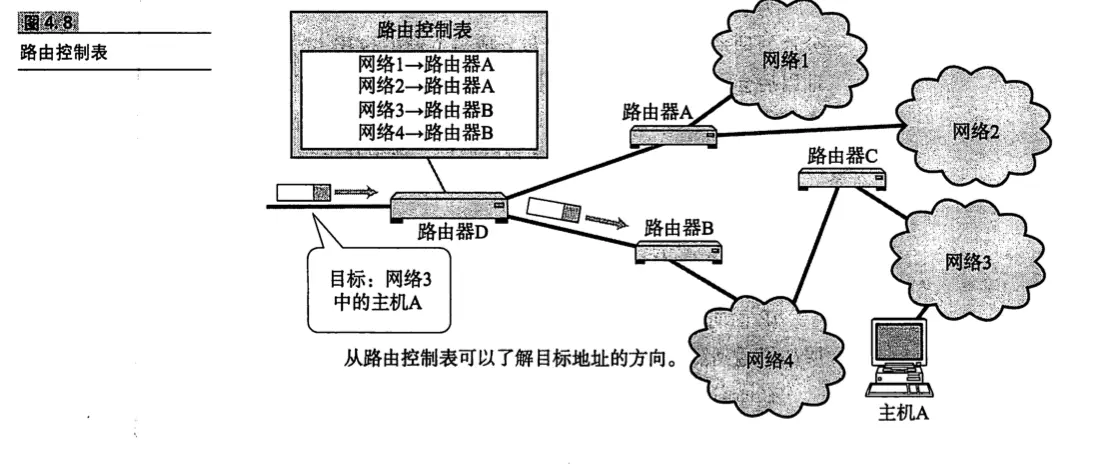 图4.8
路由控制表
路由控制表
网络1→路由器A
网络2→路由器A
网络3→路由器B
网络4→路由器B
网络1
路由器A
网络2
路由器C
路由器D
路由器B
网络3
目标：网络3
中的主机A
从路由控制表可以了解目标地址的方向。
网络4
主机A